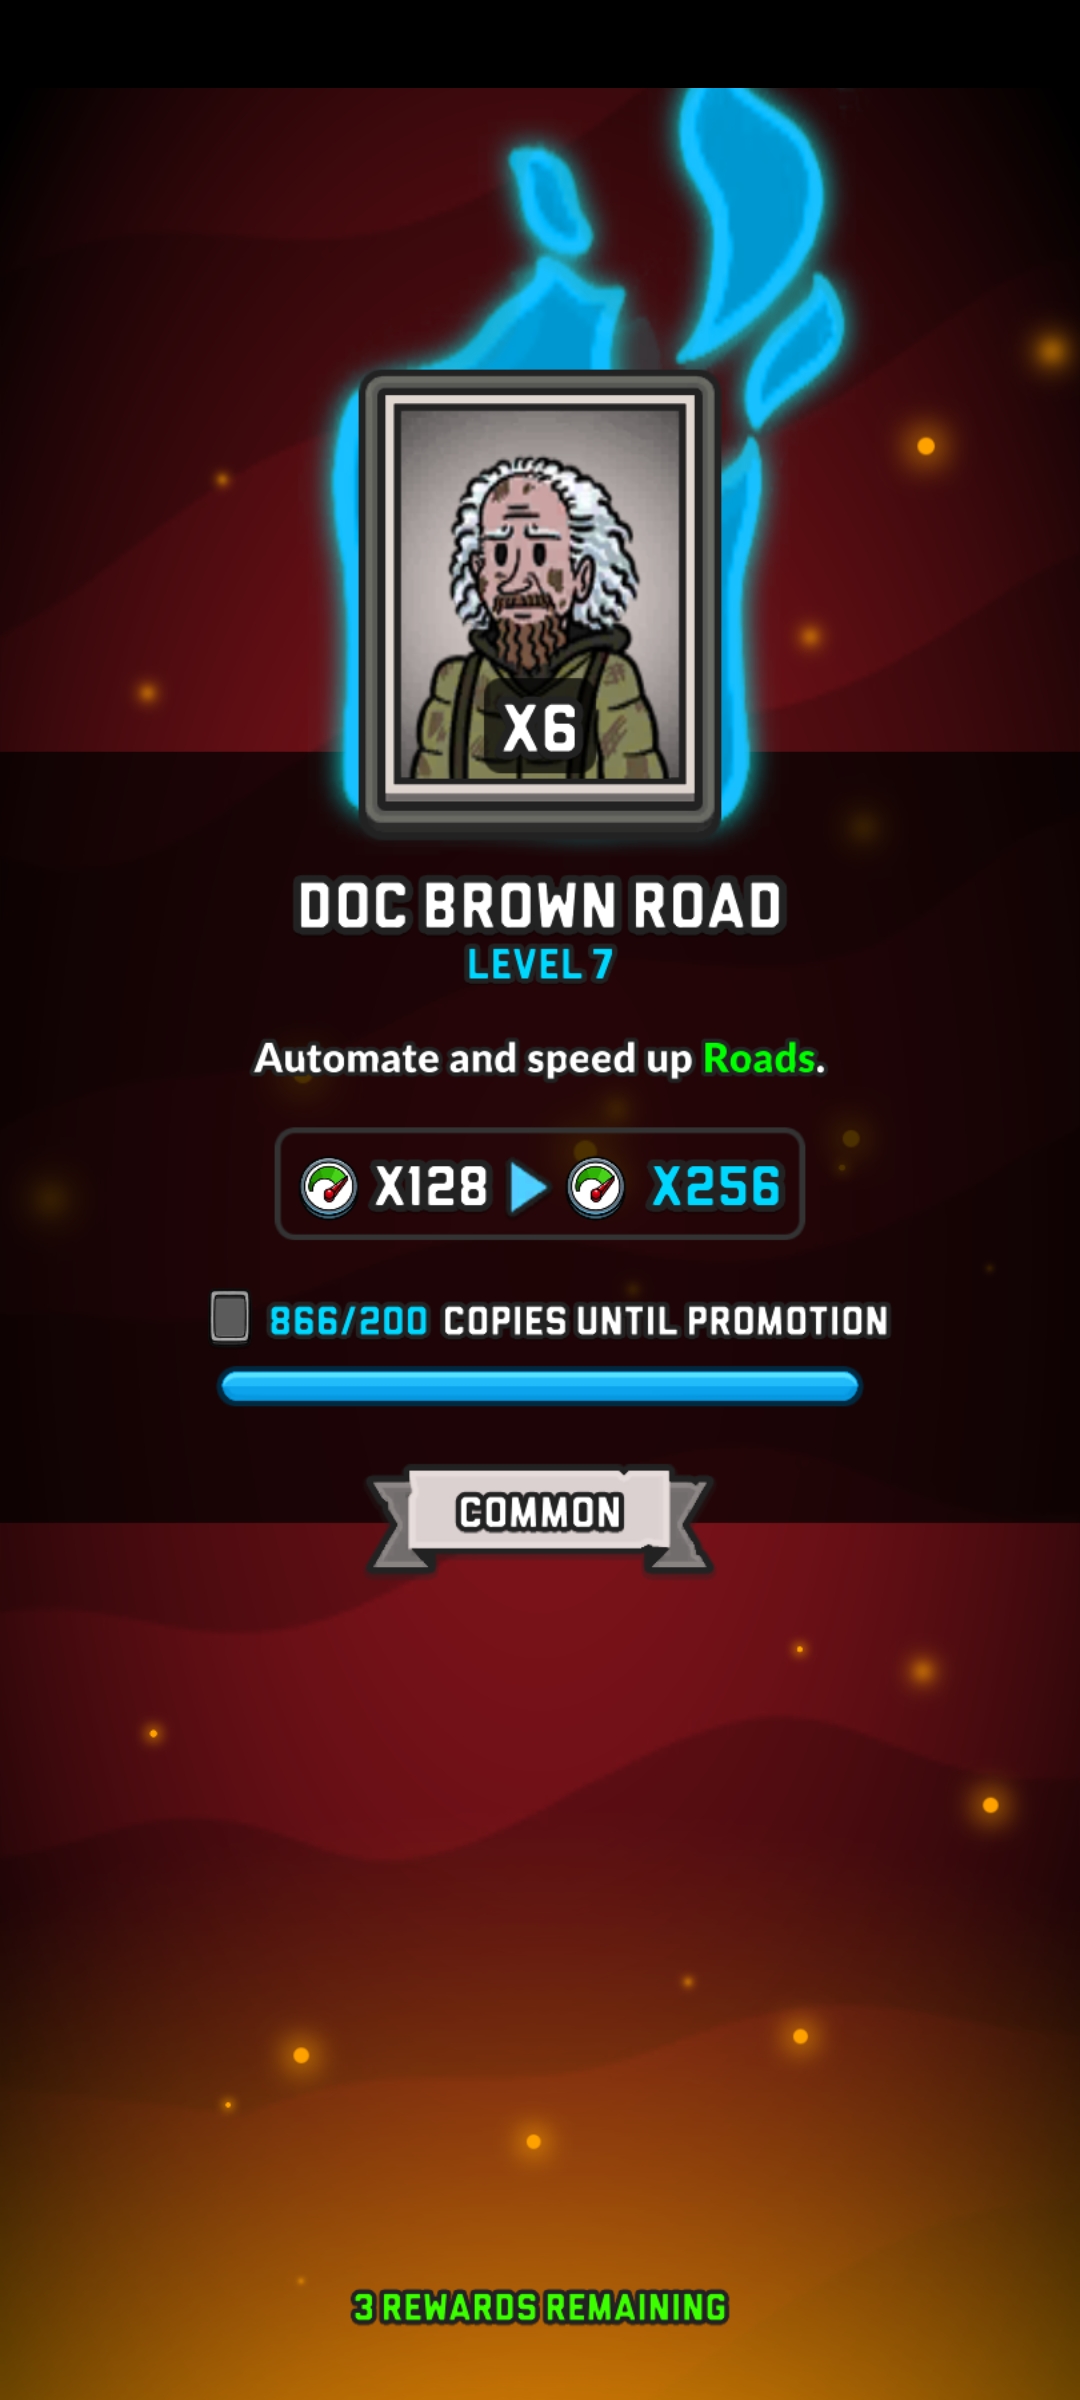 X6
DOC BROWN ROAD
LEVEL 7
Automate and speed up Roads.
X128 X256
866/200 COPIES UNTIL PROMOTION
COMMON
3 REWARDS REMAINING